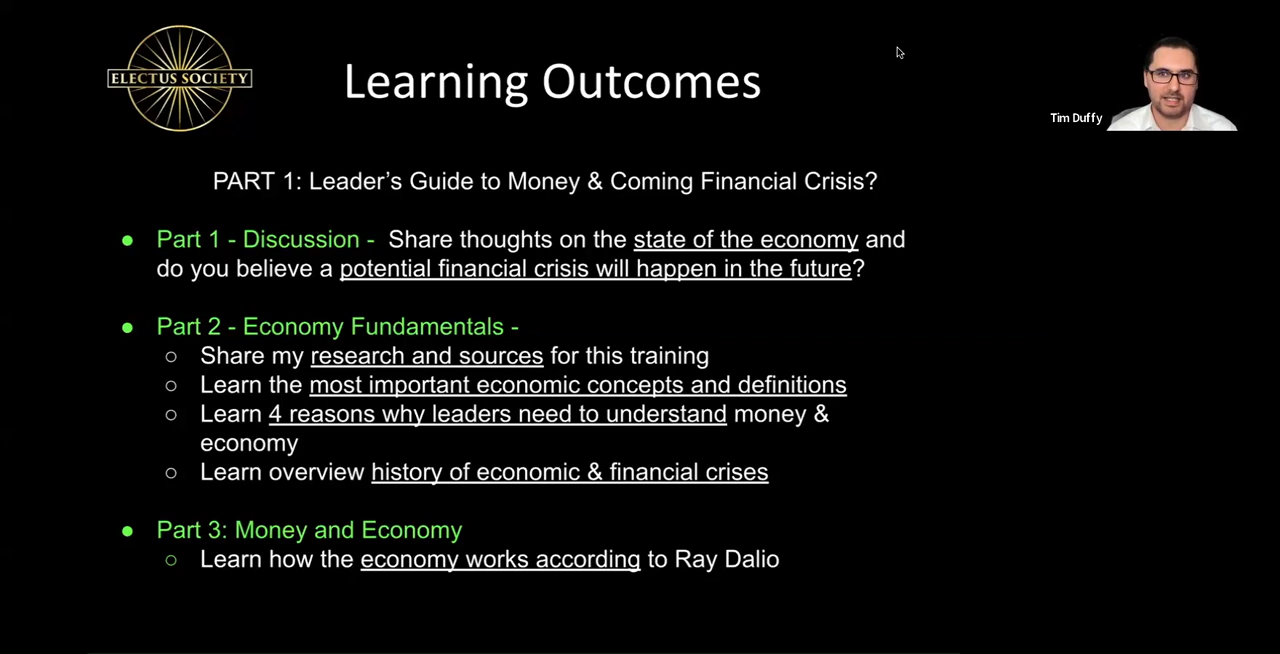 ELECTUS SOCIETY
Learning Outcomes
Tim Duffy
PART 1: Leader's Guide to Money & Coming Financial Crisis?
● Part 1 - Discussion - Share thoughts on the state of the economy and
do you believe a potential financial crisis will happen in the future?
● Part 2 - Economy Fundamentals -
○ Share my research and sources for this training
○ Learn the most important economic concepts and definitions
○ Learn 4 reasons why leaders need to understand money &
economy
○ Learn overview history of economic & financial crises
● Part 3: Money and Economy
○ Learn how the economy works according to Ray Dalio